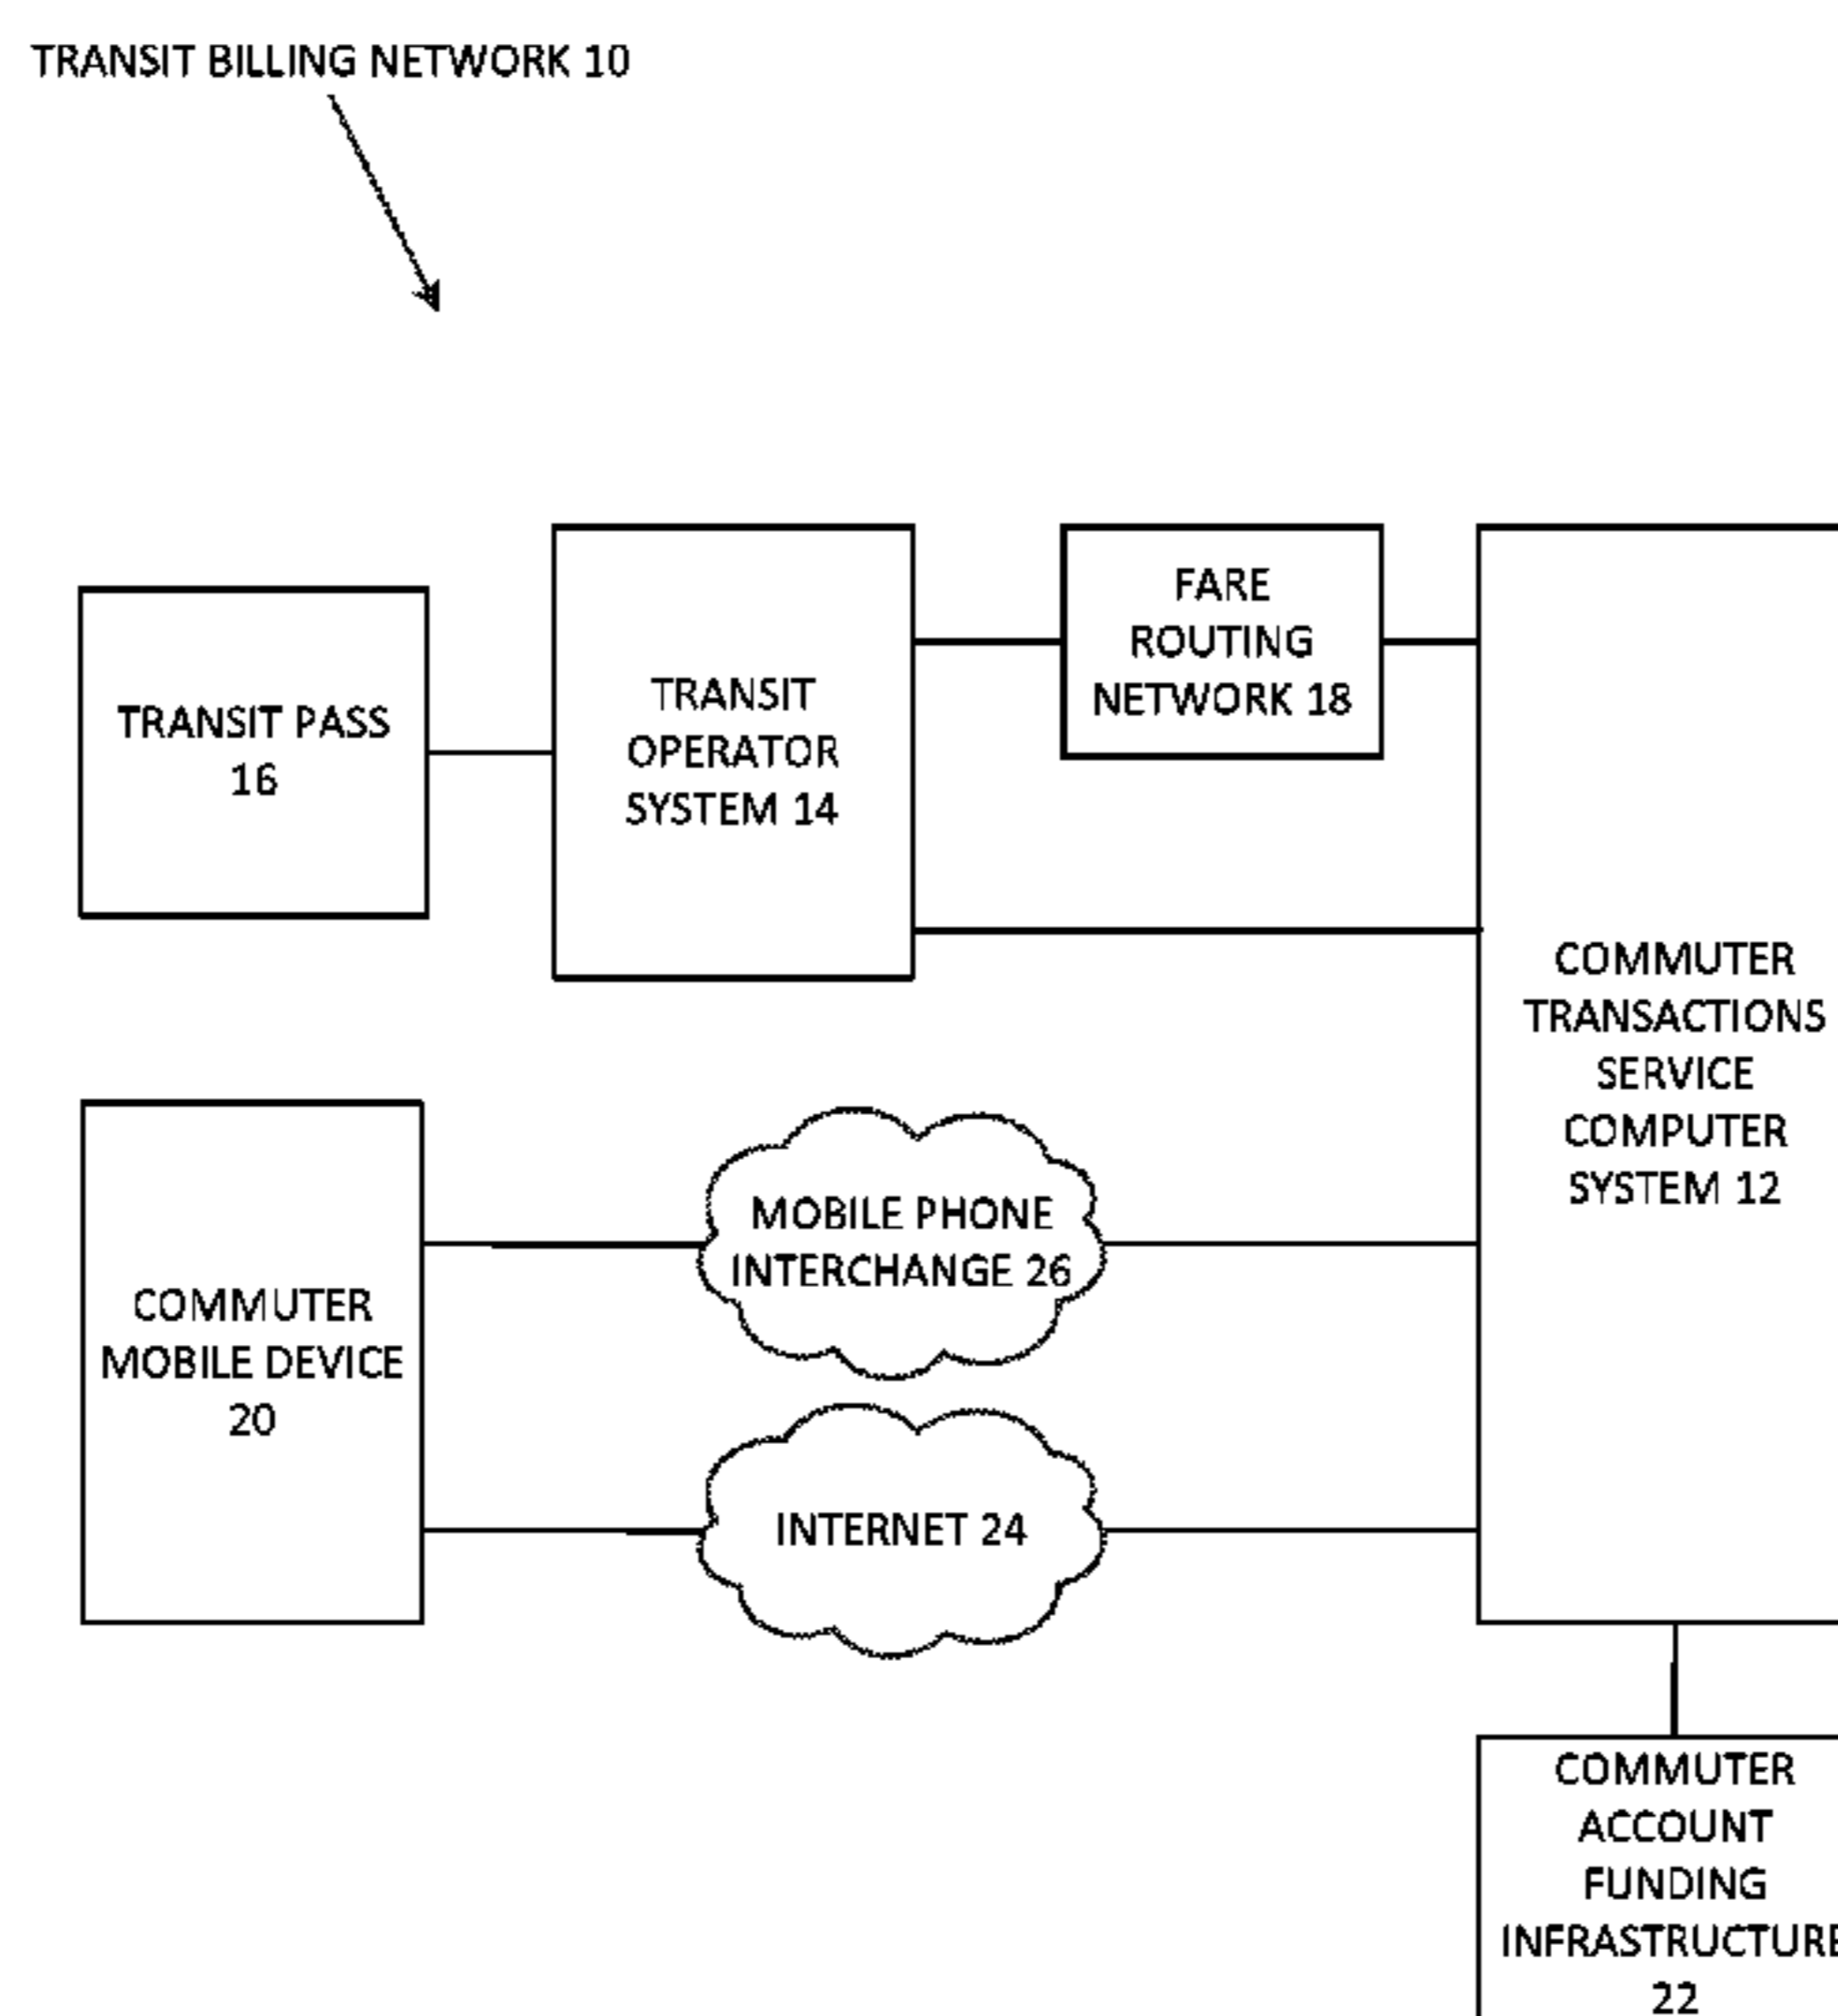 TRANSIT BILLING NETWORK 10
FARE
ROUTING
NETWORK 18
TRANSIT PASS
16
TRANSIT
OPERATOR
SYSTEM 14
COMMUTER
TRANSACTIONS
SERVICE
COMPUTER
SYSTEM 12
MOBILE PHONE
INTERCHANGE 26
COMMUTER
MOBILE DEVICE
20
INTERNET 24
COMMUTER
ACCOUNT
FUNDING
INFRASTRUCTURE
22